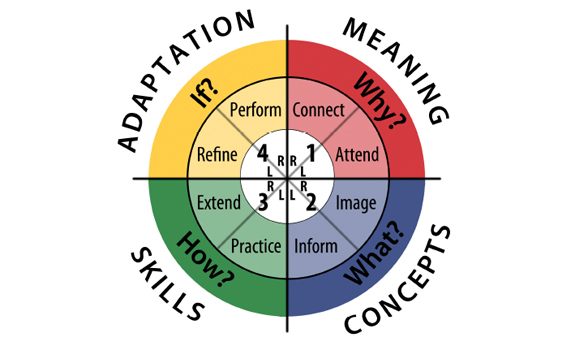 ADAPTATION
MEANING
If?
Why?
Perform
Connect
Refine
Attend
4
R
R
1
L
L
R
R
3
L
L
2
Extend
Image
Practice
Inform
How?
What?
SKILLS
CONCEPTS